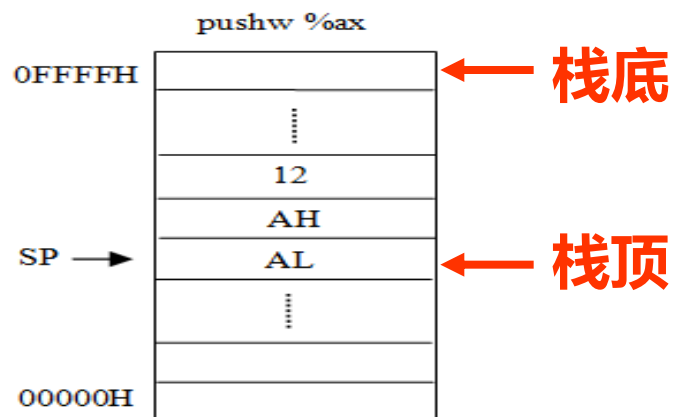 pushw %ax
0FFFFH
栈底
12
AH
SP
AL
栈顶
00000H